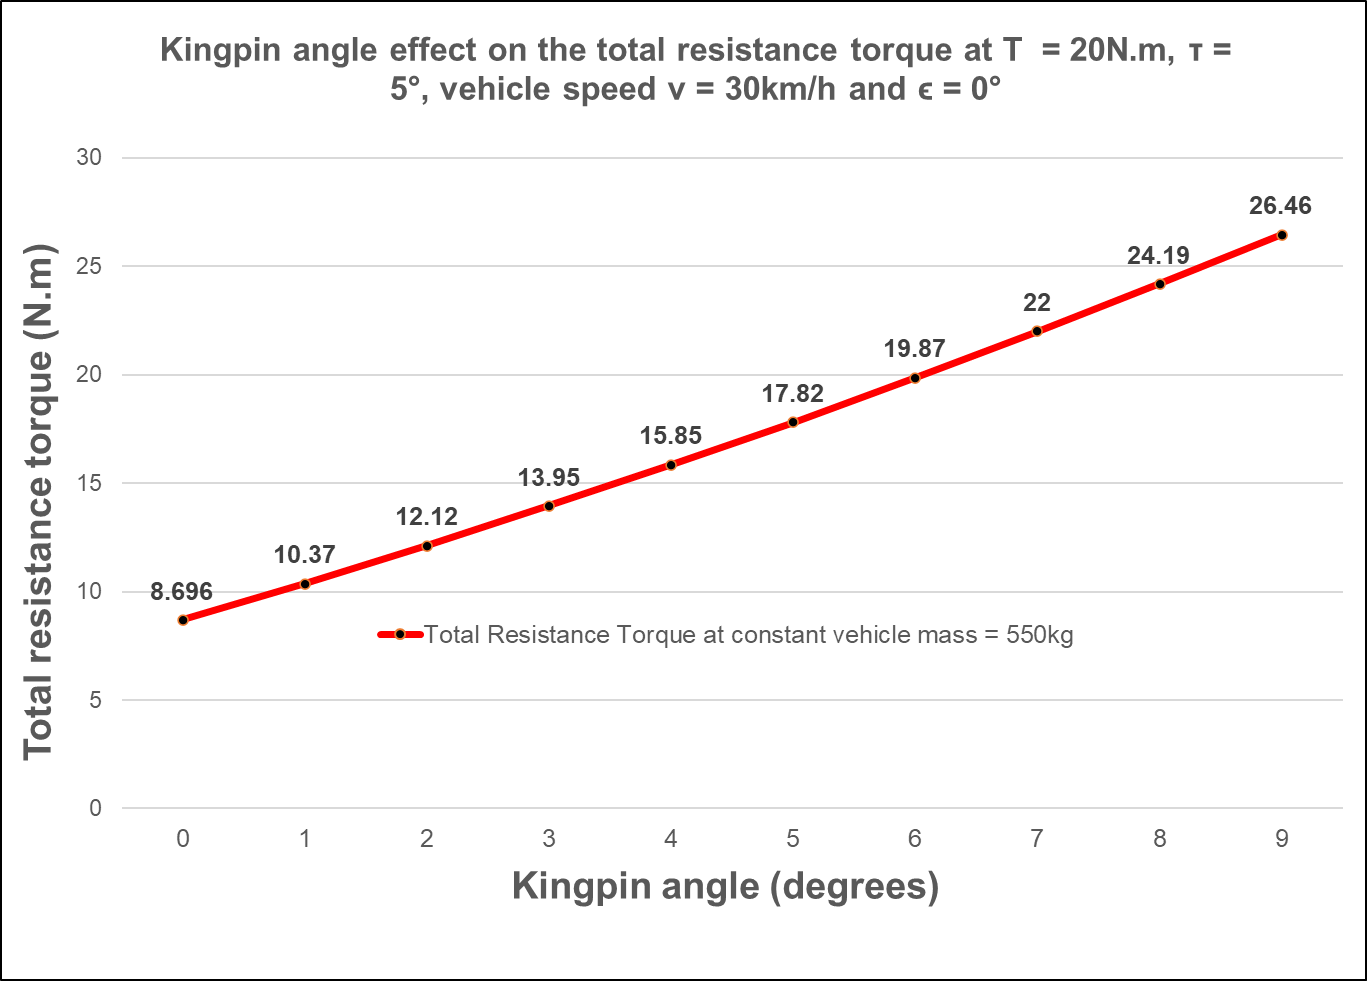 Kingpin angle effect on the total resistance torque at T  = 20N.m, τ =
5°, vehicle speed v = 30km/h and ϵ = 0°
Total resistance torque (N.m)
30
25
20
15
10
5
0
8.696
10.37
12.12
13.95
15.85
17.82
19.87
22
24.19
26.46
Total Resistance Torque at constant vehicle mass = 550kg
0 1 2 3 4 5 6 7 8 9
Kingpin angle (degrees)